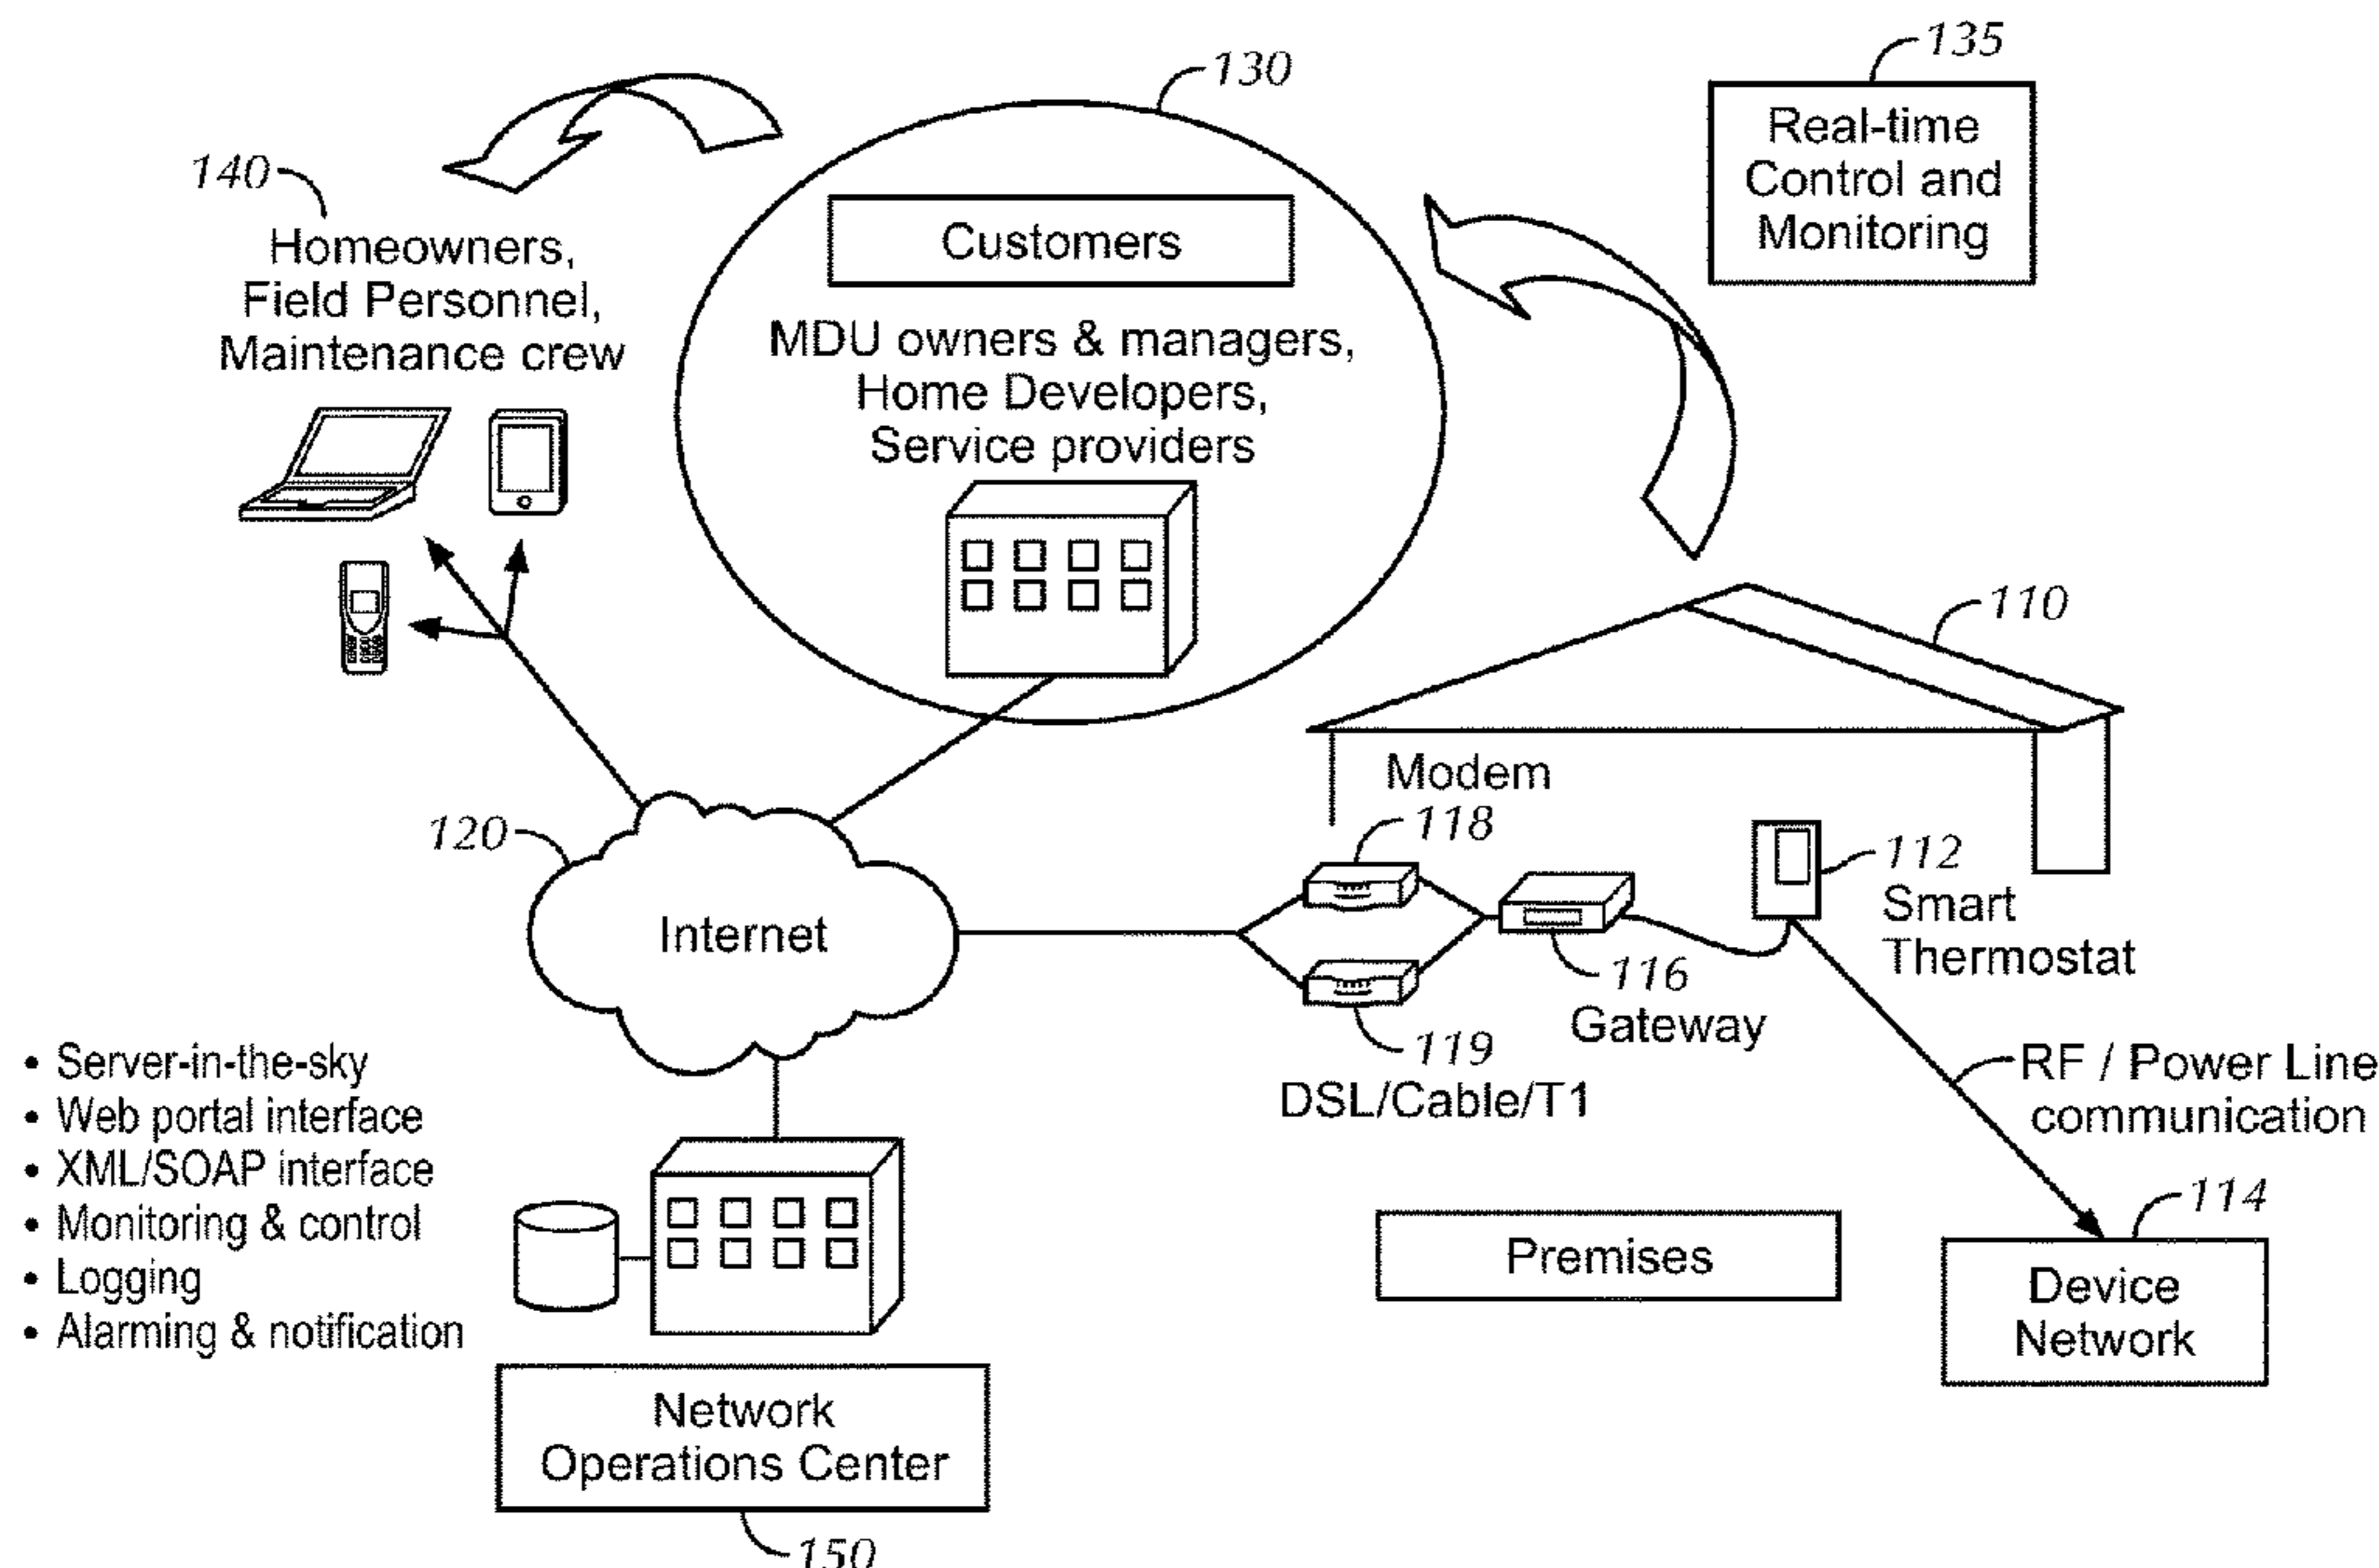 135
130
Real-time
Control and
Monitoring
140
Homeowners,
Field Personnel,
Maintenance crew
Customers
MDU owners & managers,
Home Developers,
Service providers
110
Modem
118
120
Internet
112
Smart
Thermostat
116
Gateway
119
DSL/Cable/T1
RF / Power Line
communication
• Server-in-the-sky
• Web portal interface
• XML/SOAP interface
• Monitoring & control
• Logging
• Alarming & notification
114
Premises
Device
Network
Network
Operations Center
150